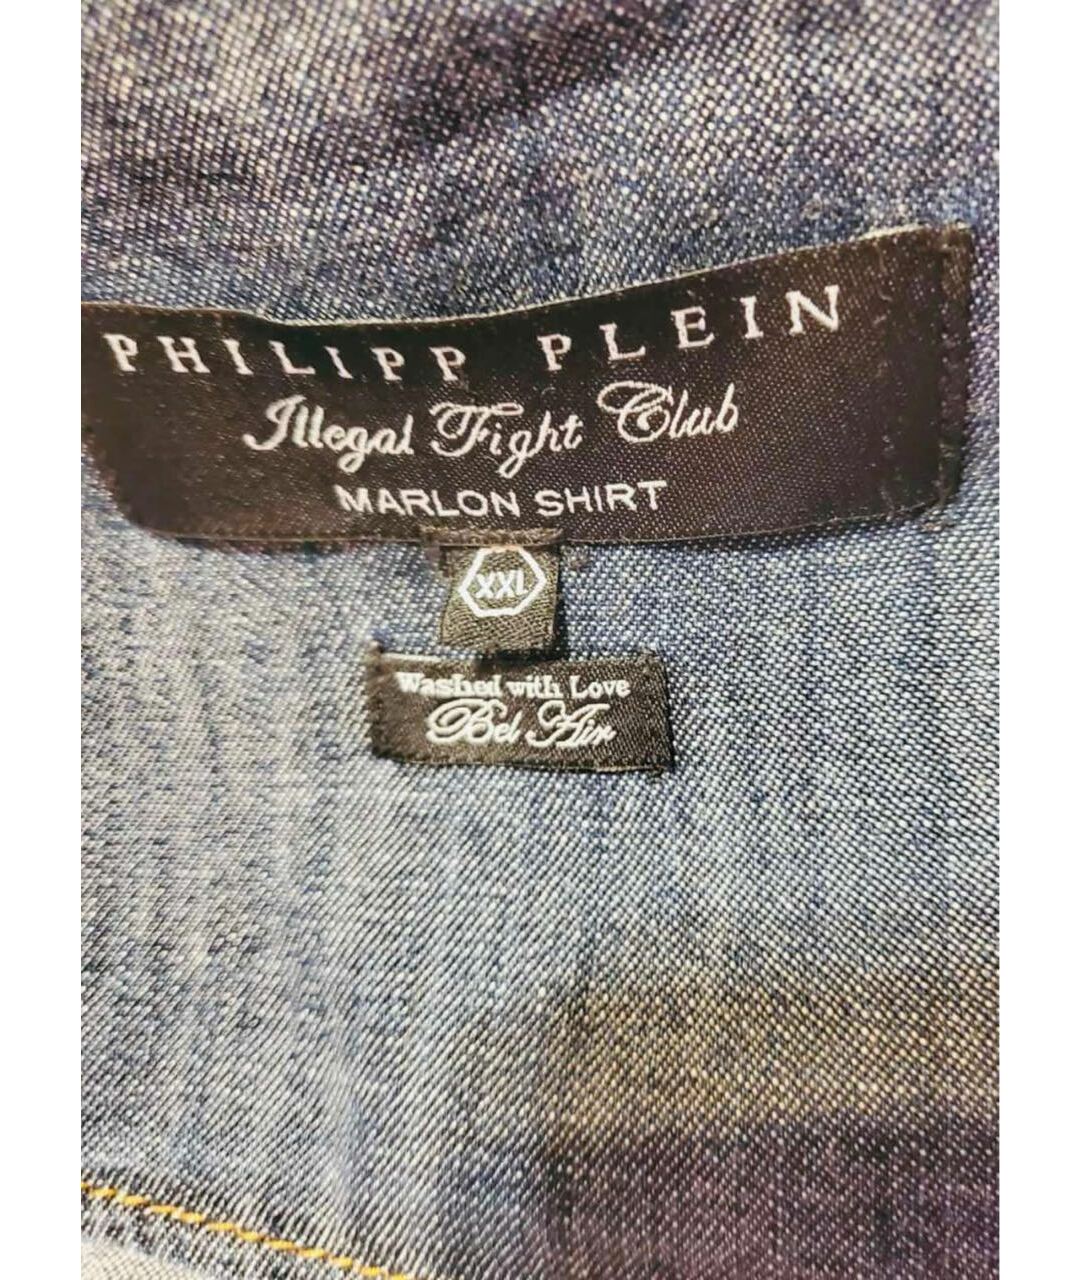 PHILIPP PLEIN
Illegal Fight Club
MARLON SHIRT
XXL
Washed with Love
Bel Air